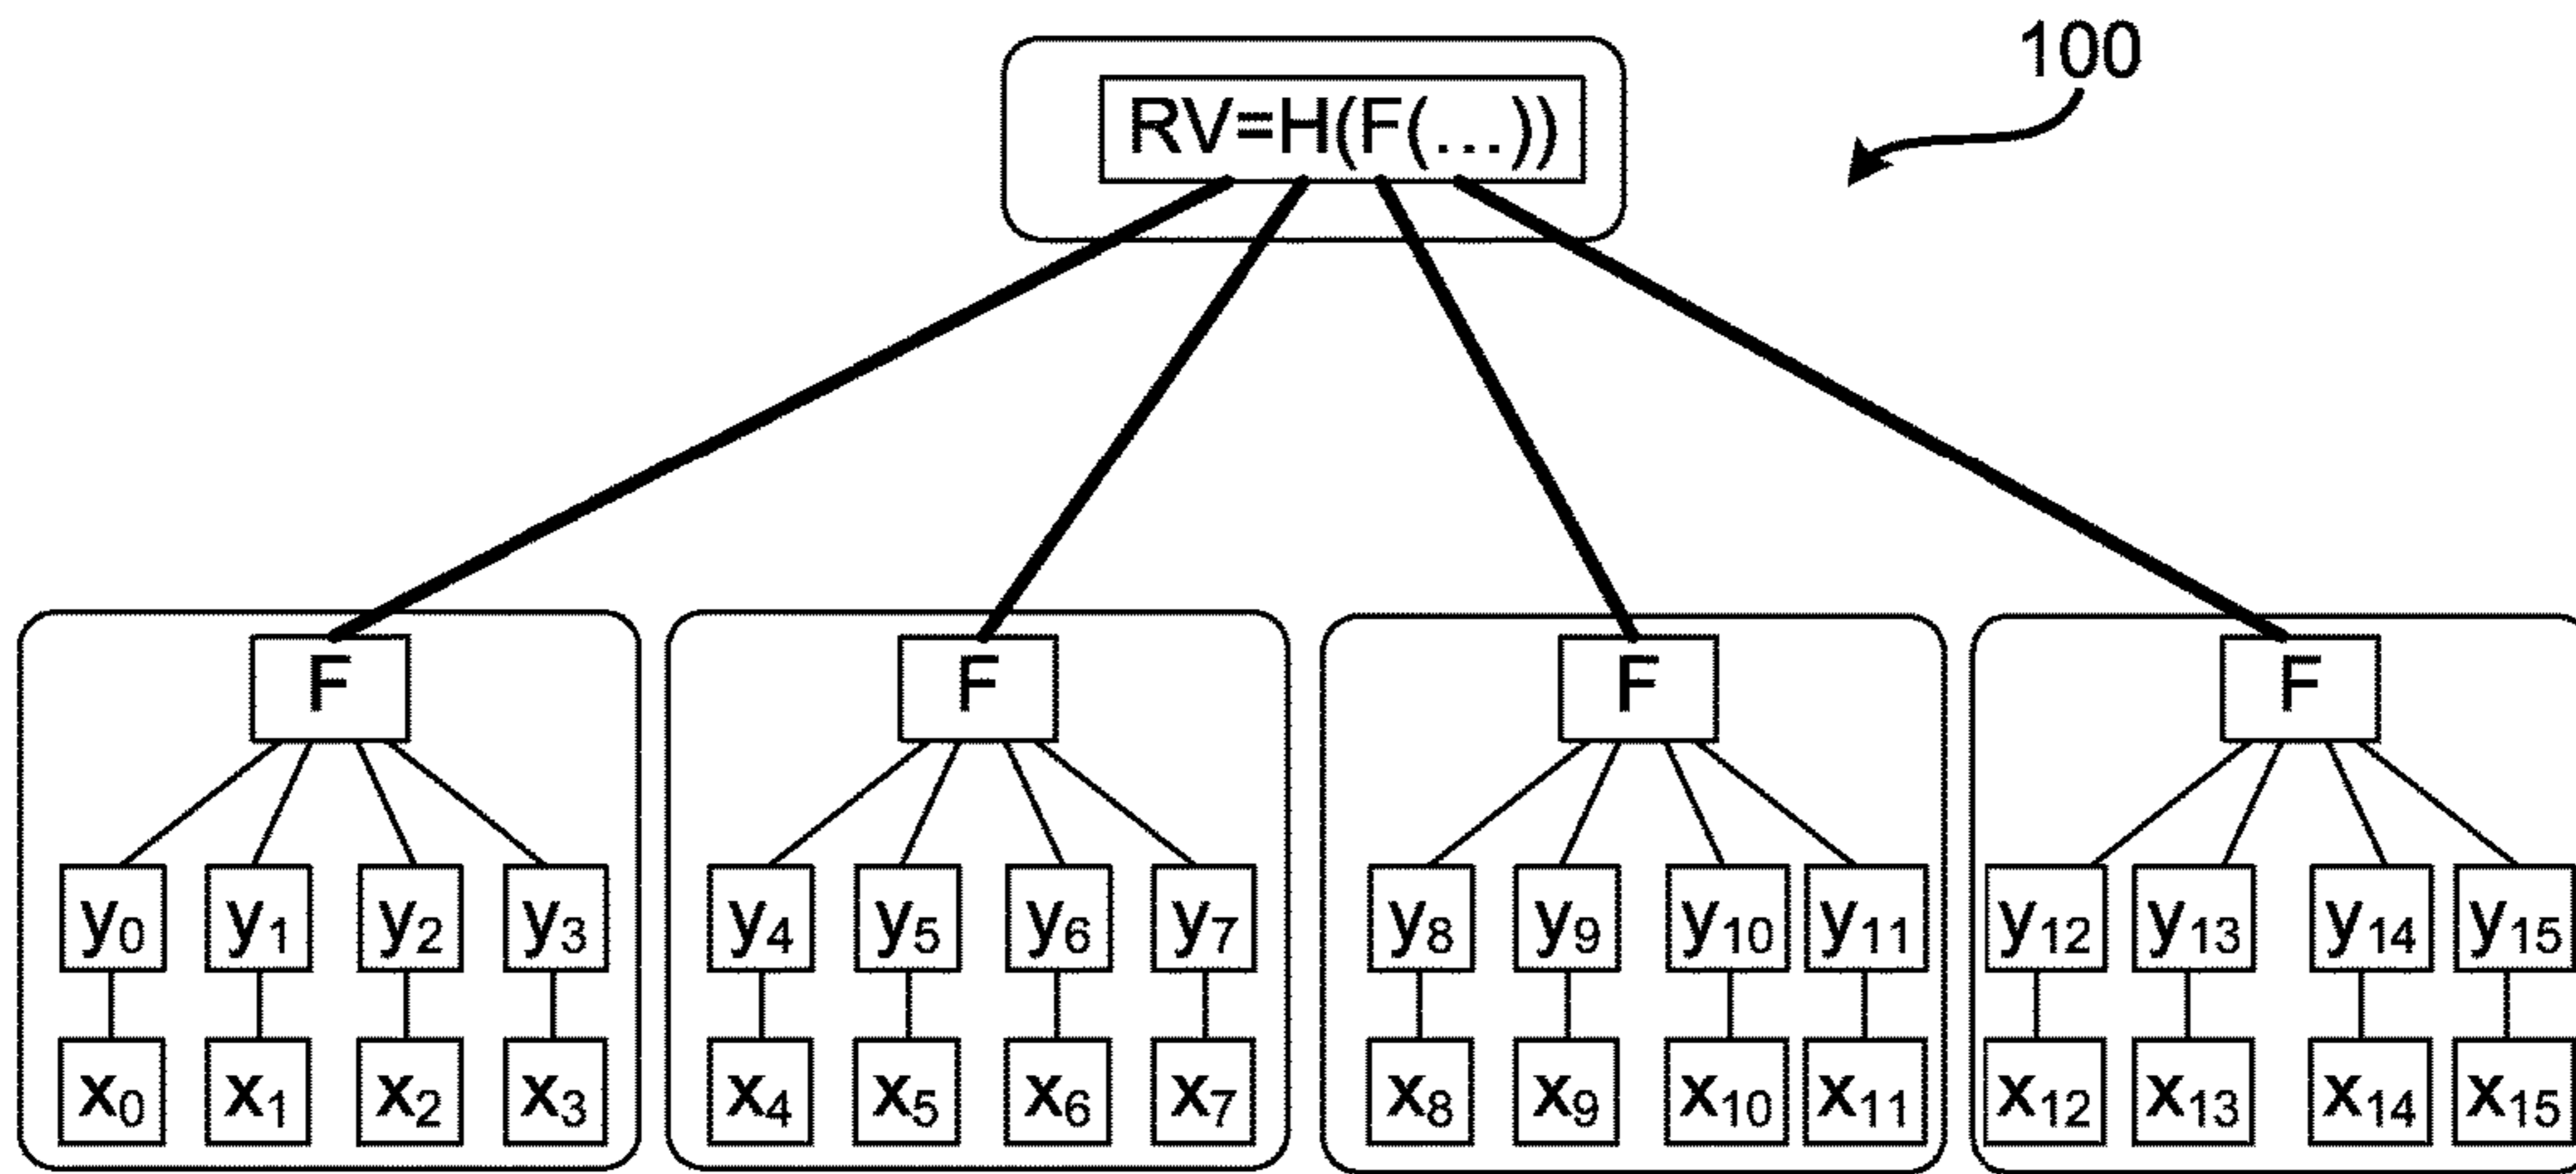 100
RV=H(F(...))
F F F F
y0 y1 y2 y3 y4 y5 y6 y7 y8 y9 y10 y11 y12 y13 y14 y15
x0 x1 x2 x3 x4 x5 x6 x7 x8 x9 x10 x11 x12 x13 x14 x15